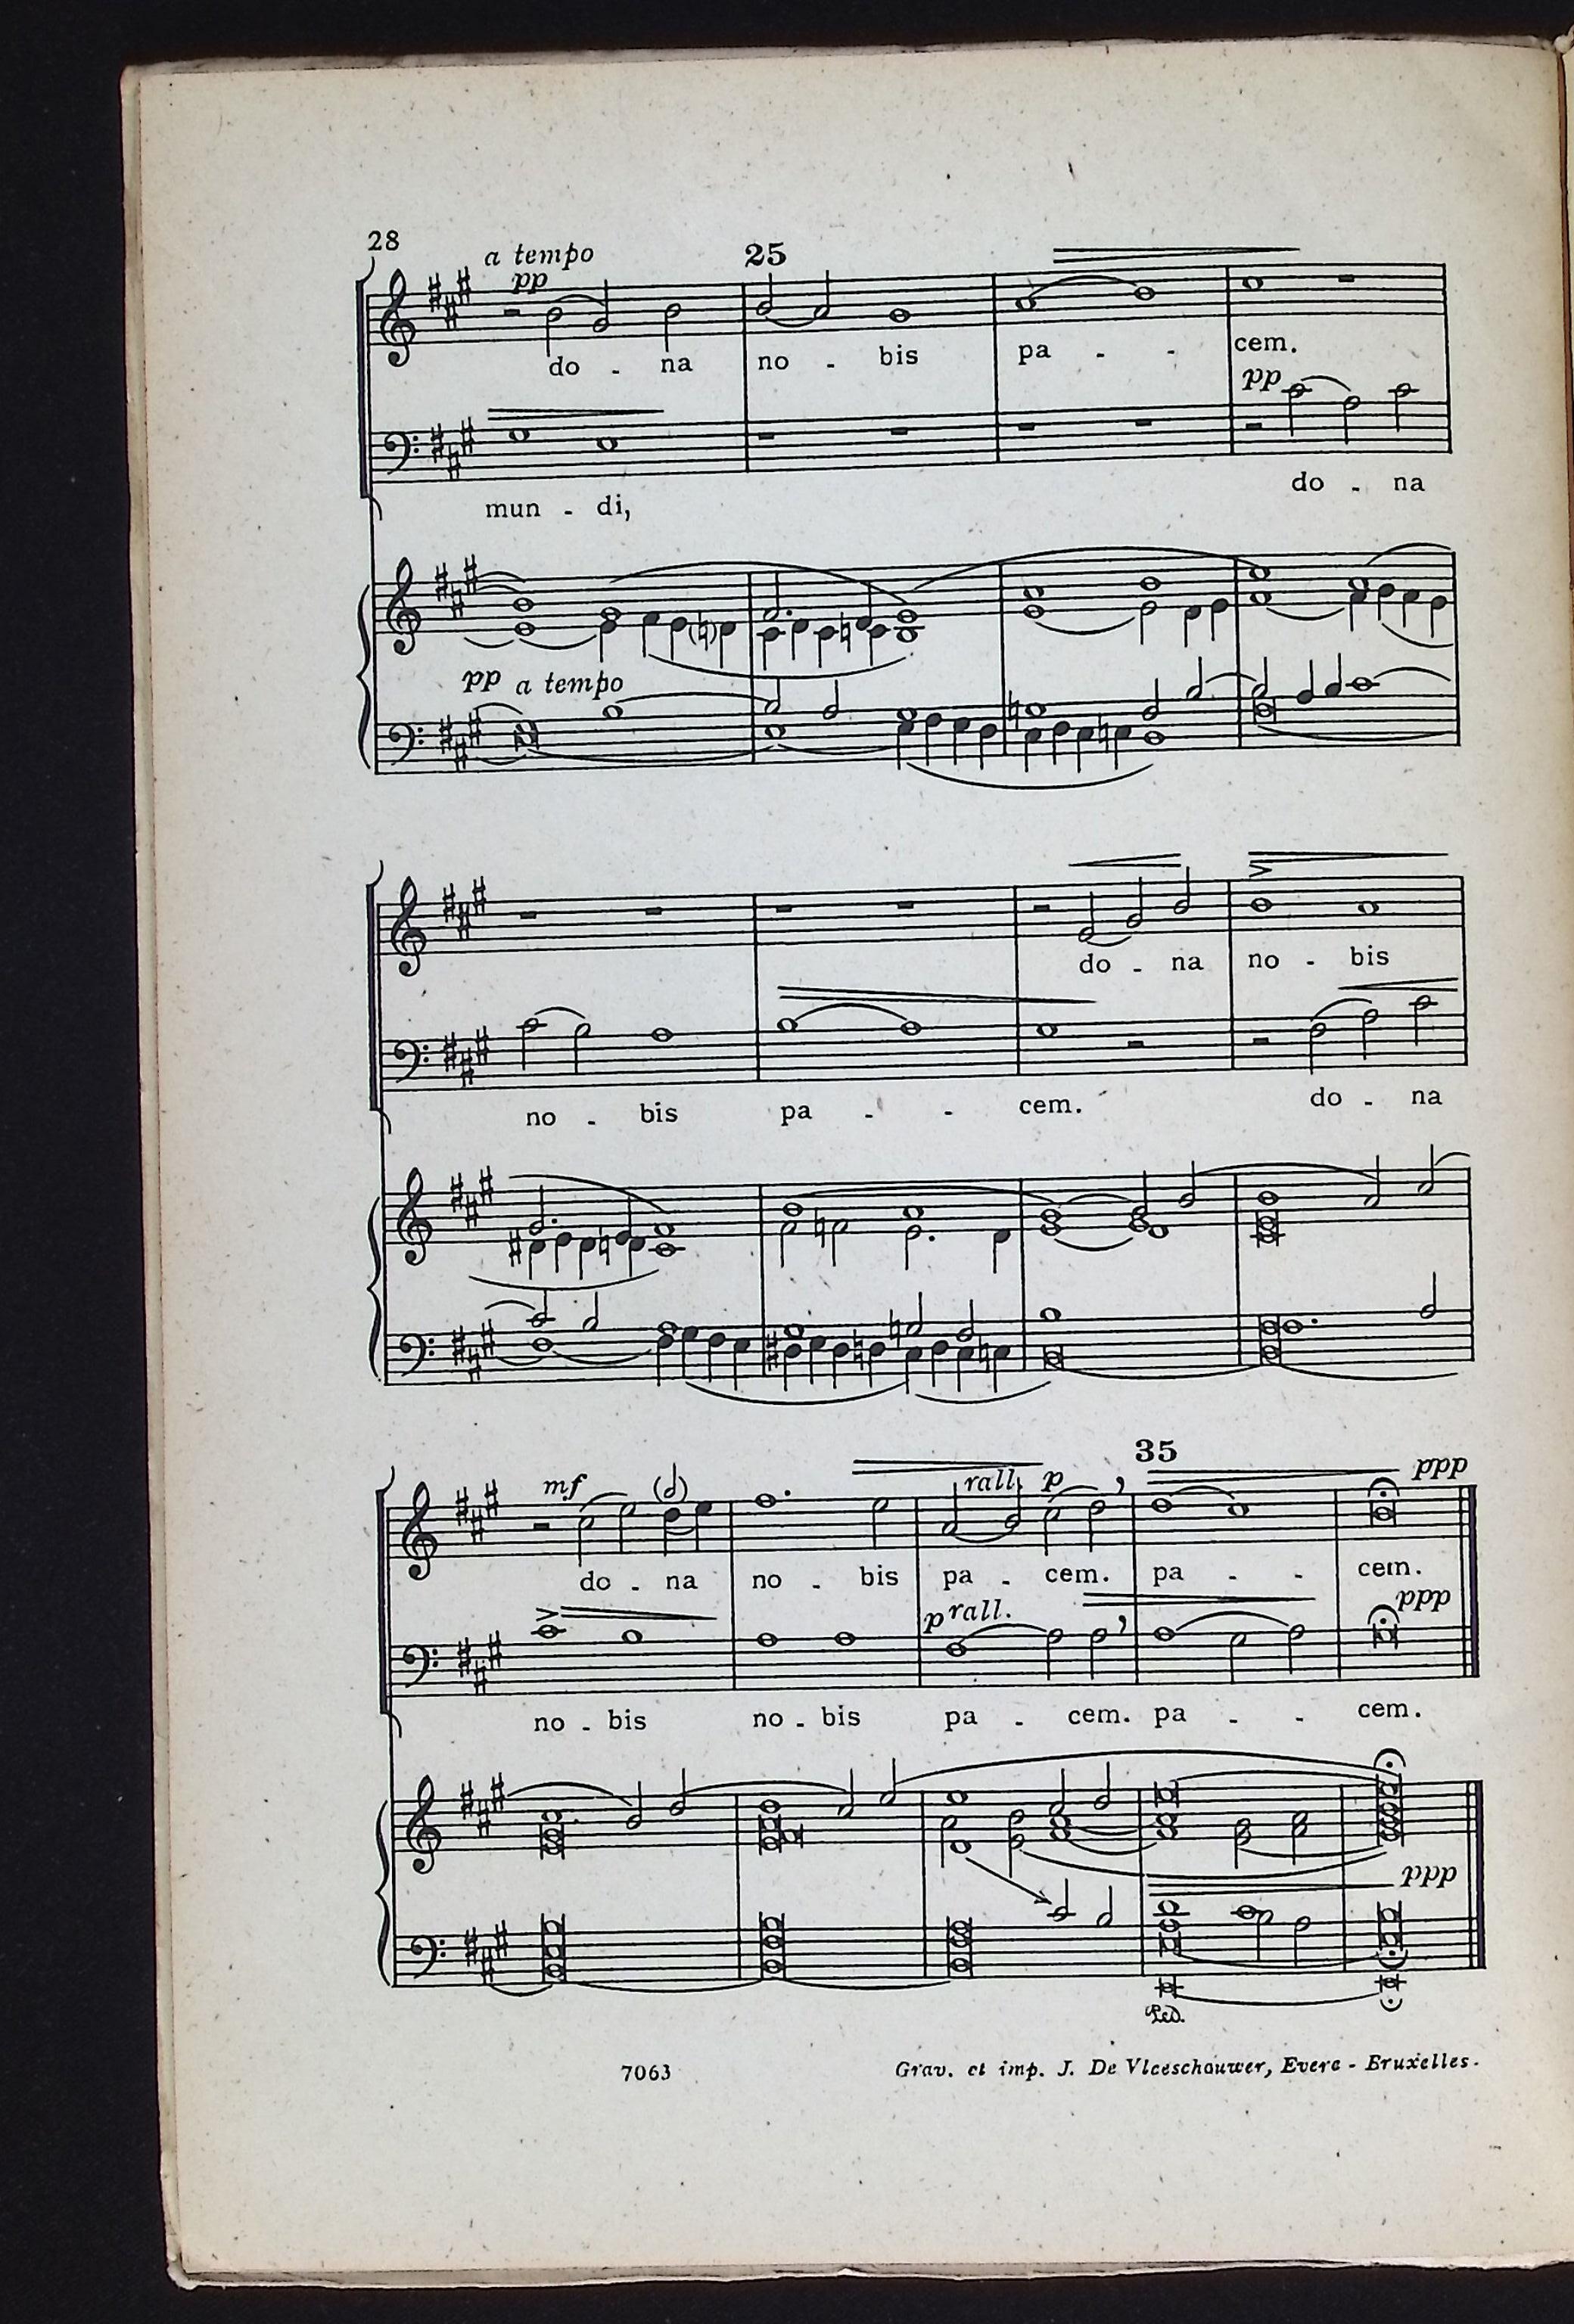 28
a tempo
25
pp
do - na no - bis pa - - cem.
pp
mun - di, do - na
pp a tempo
do - na no - bis
no - bis pa - - cem. do - na
35
mf rall. p ppp
do - na no - bis pa - cem. pa - - cem.
p rall. ppp
no - bis no - bis pa - cem. pa - - cem.
ppp
Ped.
7063 Grav. et imp. J. De Vleeschouwer, Evere - Bruxelles.